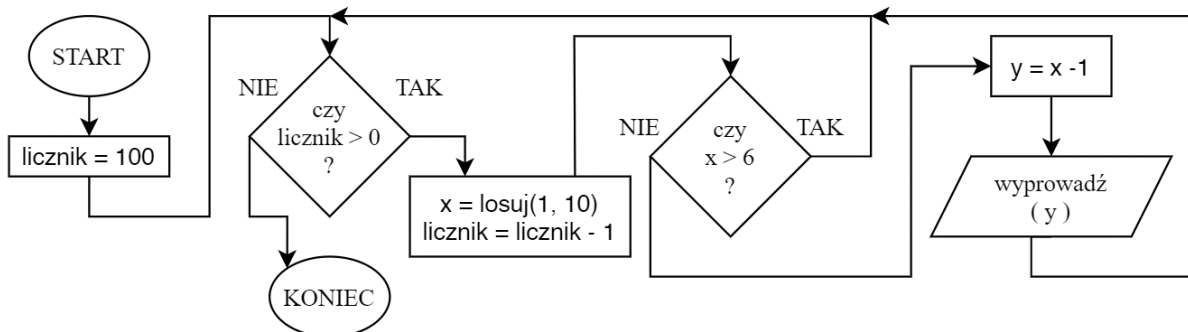 START
licznik = 100
NIE
TAK
czy
licznik > 0
?
KONIEC
x = losuj(1, 10)
licznik = licznik - 1
NIE
TAK
czy
x > 6
?
y = x -1
wyprowadź
( y )